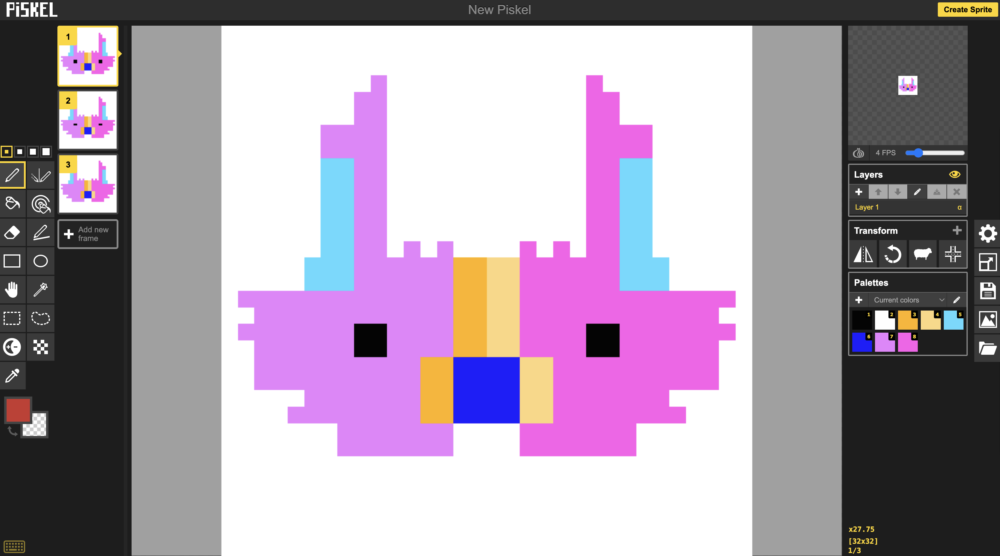 PiSKEL
New Piskel
Create Sprite
1
2
3
Add new
frame
4 FPS
Layers
Layer 1
α
Transform
Palettes
Current colors
1
2
3
4
5
6
7
8
x27.75
[32x32]
1/3